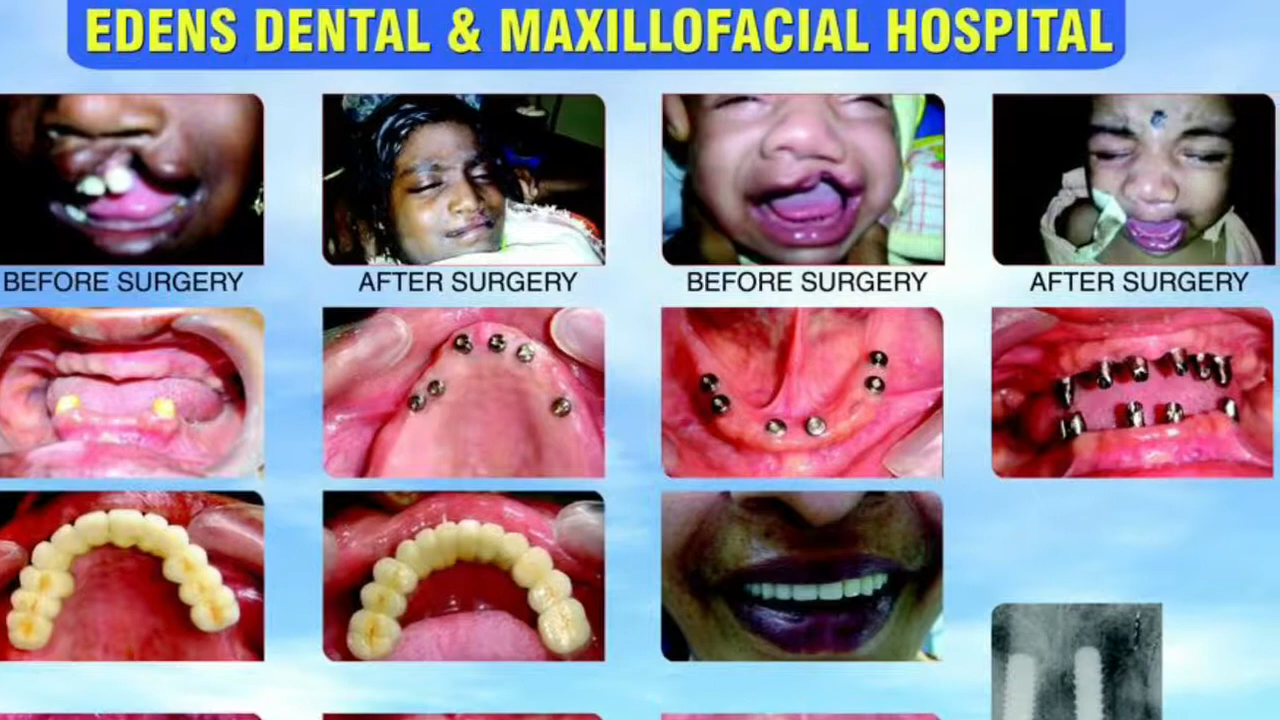 EDENS DENTAL & MAXILLOFACIAL HOSPITAL
BEFORE SURGERY
AFTER SURGERY
BEFORE SURGERY
AFTER SURGERY